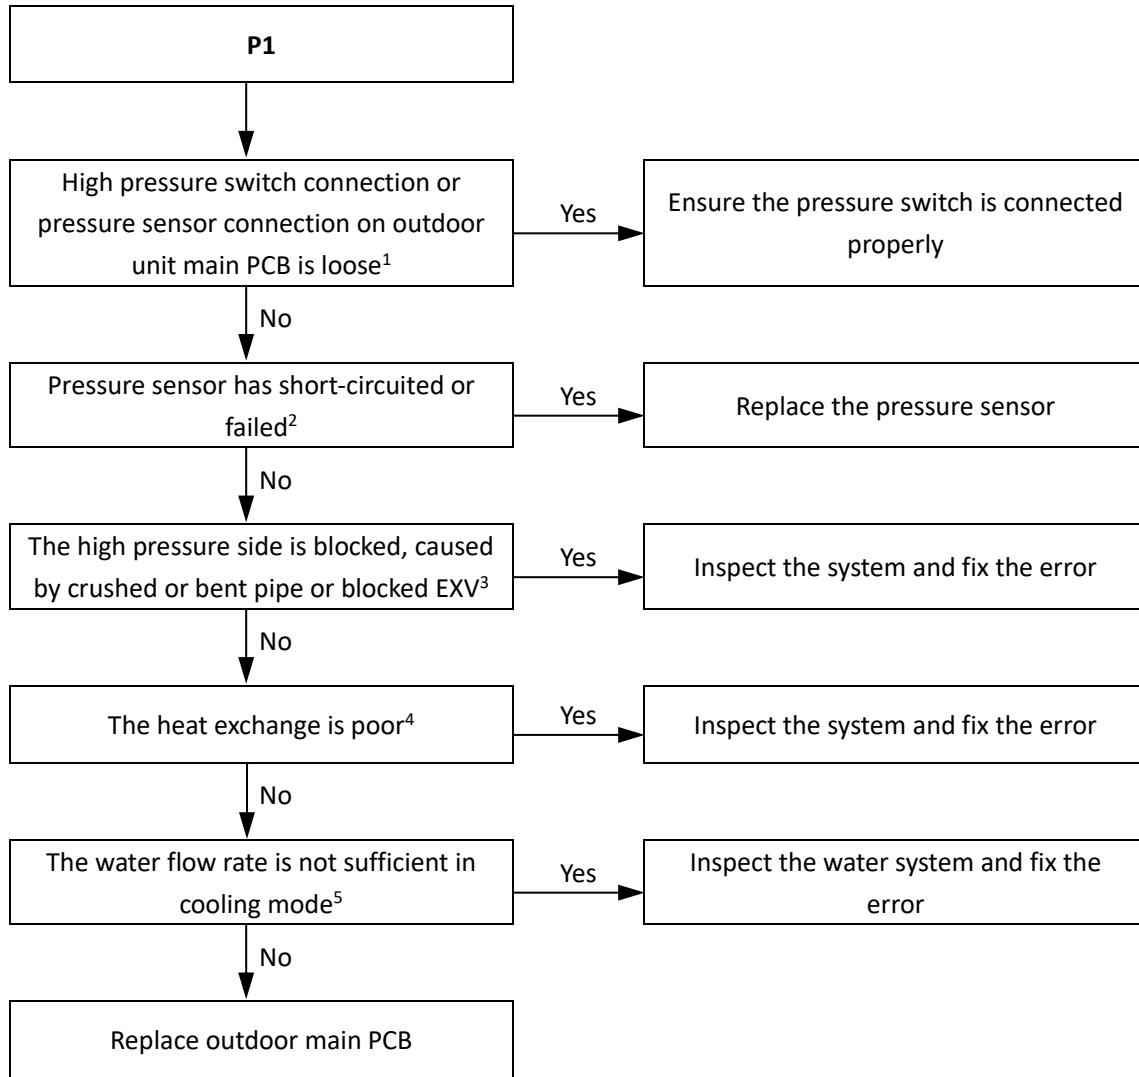 P1
High pressure switch connection or
pressure sensor connection on outdoor
unit main PCB is loose¹
Yes
Ensure the pressure switch is connected
properly
No
Pressure sensor has short-circuited or
failed²
Yes
Replace the pressure sensor
No
The high pressure side is blocked, caused
by crushed or bent pipe or blocked EXV³
Yes
Inspect the system and fix the error
No
The heat exchange is poor⁴
Yes
Inspect the system and fix the error
No
The water flow rate is not sufficient in
cooling mode⁵
Yes
Inspect the water system and fix the
error
No
Replace outdoor main PCB